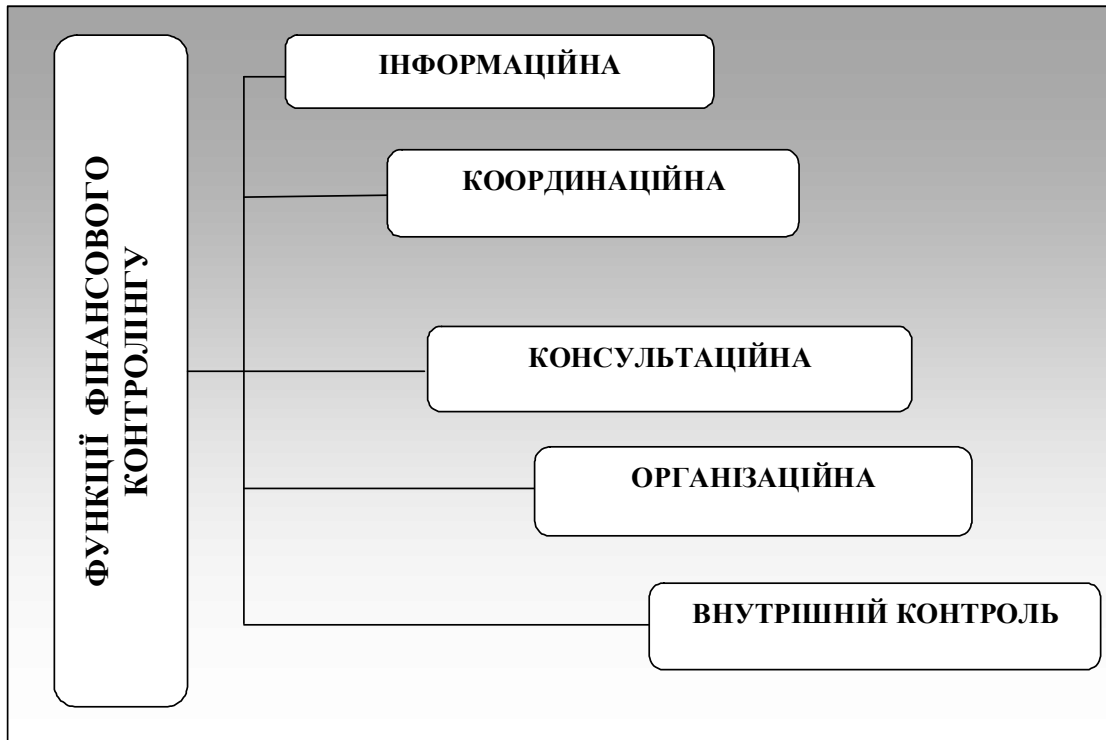 ФУНКЦІЇ ФІНАНСОВОГО
КОНТРОЛІНГУ
ІНФОРМАЦІЙНА
КООРДИНАЦІЙНА
КОНСУЛЬТАЦІЙНА
ОРГАНІЗАЦІЙНА
ВНУТРІШНІЙ КОНТРОЛЬ